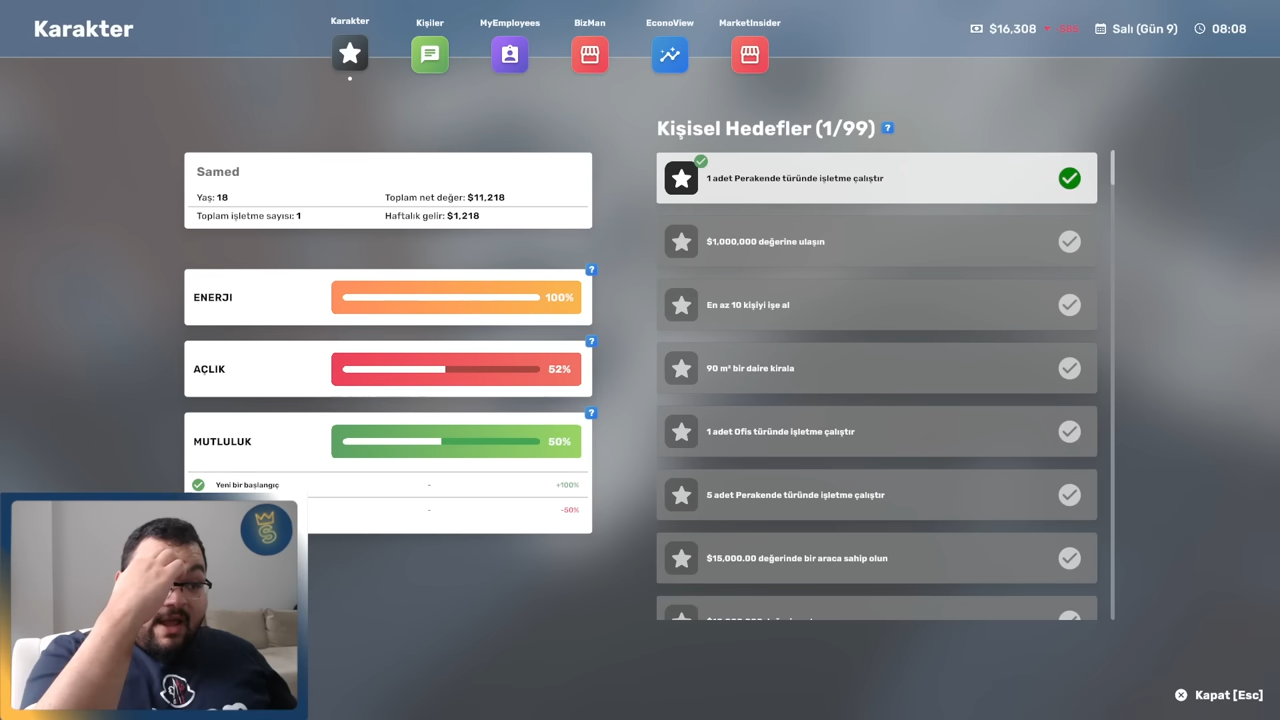 Karakter
Karakter
Kişiler
MyEmployees
BizMan
EconoView
MarketInsider
$16,308
Salı (Gün 9)
08:08
Kişisel Hedefler (1/99) ?
Samed
Yaş: 18
Toplam net değer: $11,218
Toplam işletme sayısı: 1
Haftalık gelir: $1,218
?
ENERJI
100%
?
AÇLIK
52%
?
MUTLULUK
50%
Yeni bir başlangıç
-
+100%
-
-50%
1 adet Perakende türünde işletme çalıştır
$1,000,000 değerine ulaşın
En az 10 kişiyi işe al
90 m² bir daire kirala
1 adet Ofis türünde işletme çalıştır
5 adet Perakende türünde işletme çalıştır
$15,000.00 değerinde bir araca sahip olun
Kapat [Esc]